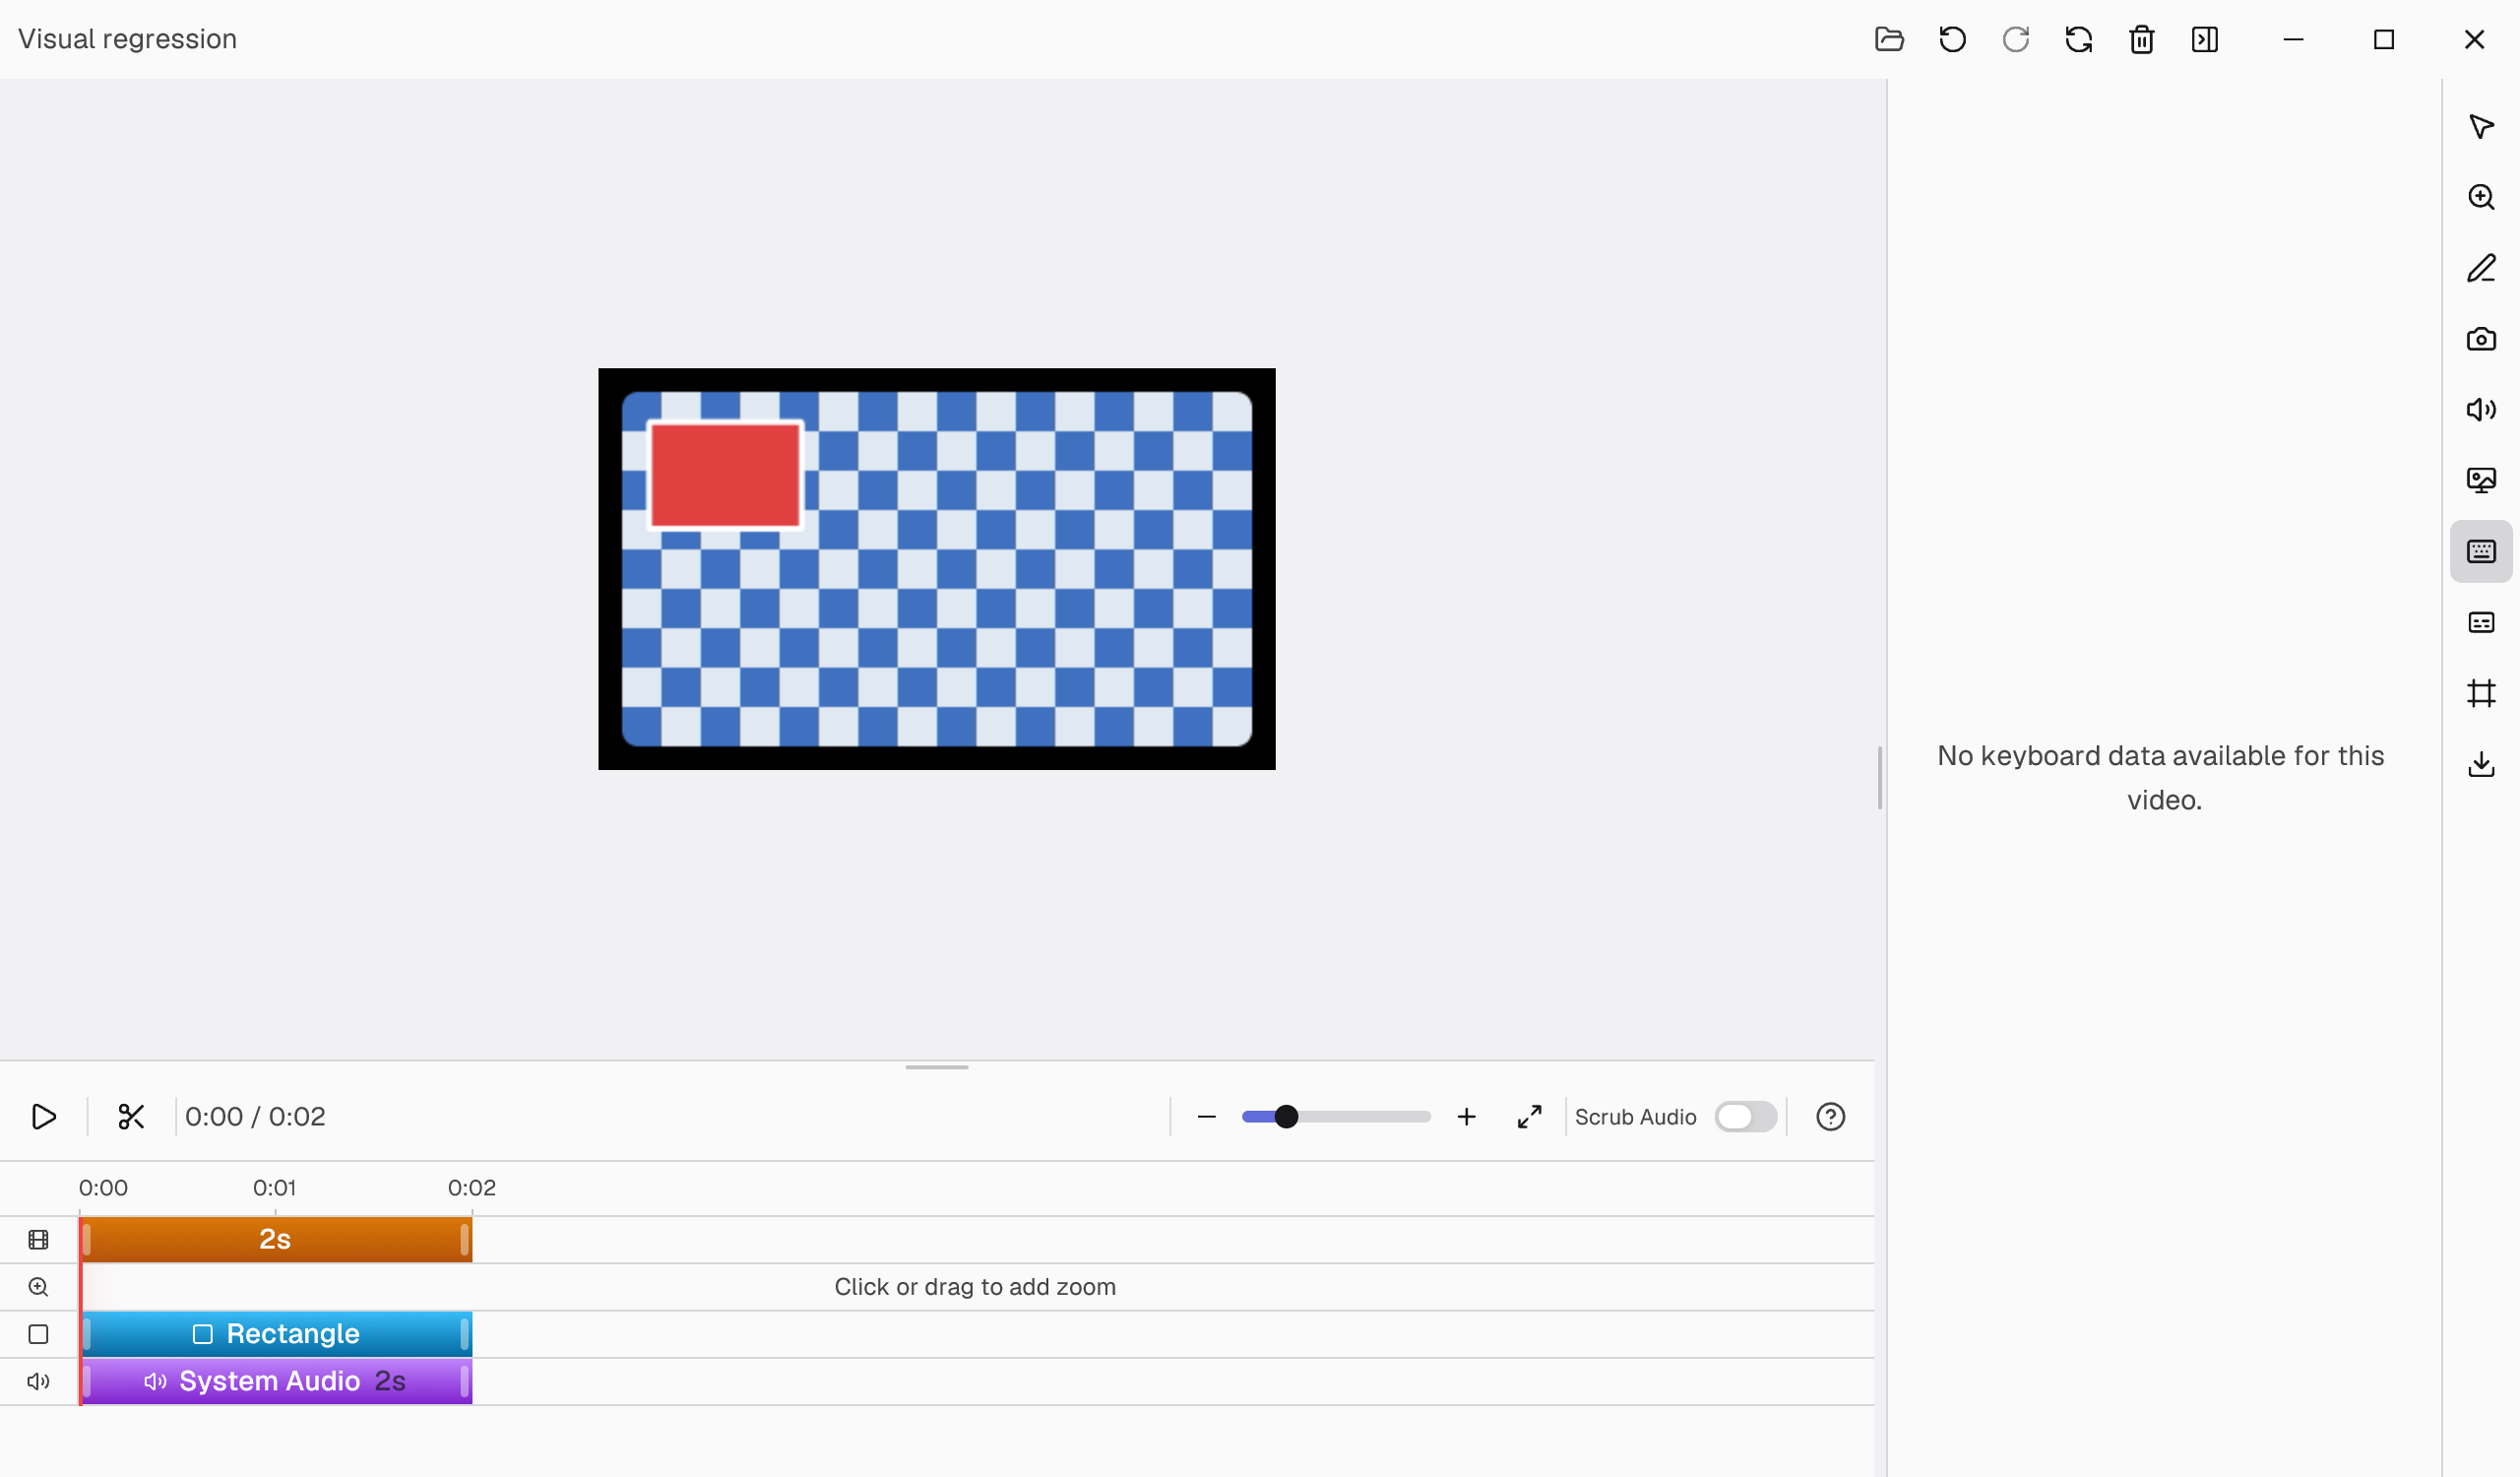 Visual regression
No keyboard data available for this
video.
0:00 / 0:02
Scrub Audio
0:00
0:01
0:02
2s
Click or drag to add zoom
Rectangle
System Audio 2s